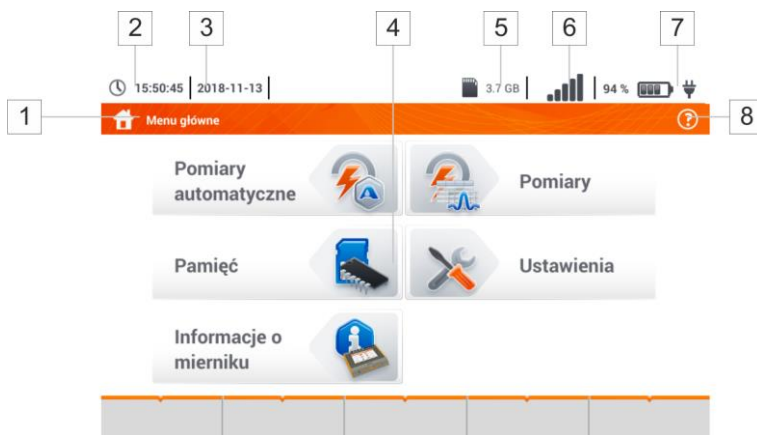 2 3 4 5 6 7
15:50:45 2018-11-13 3.7 GB 94 %
1 Menu główne ? 8
Pomiary
automatyczne
Pomiary
Pamięć
Ustawienia
Informacje o
mierniku